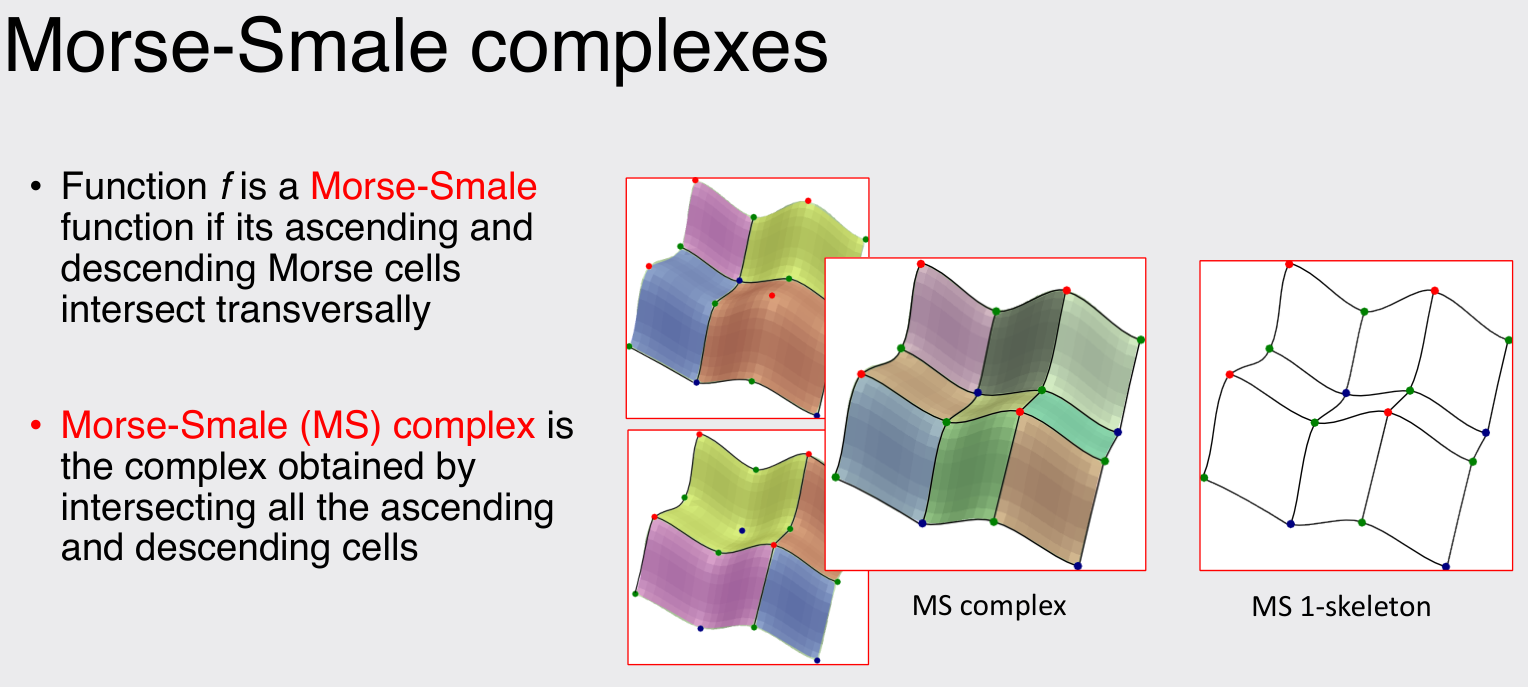 Morse-Smale complexes
• Function f is a Morse-Smale
function if its ascending and
descending Morse cells
intersect transversally
• Morse-Smale (MS) complex is
the complex obtained by
intersecting all the ascending
and descending cells
MS complex
MS 1-skeleton